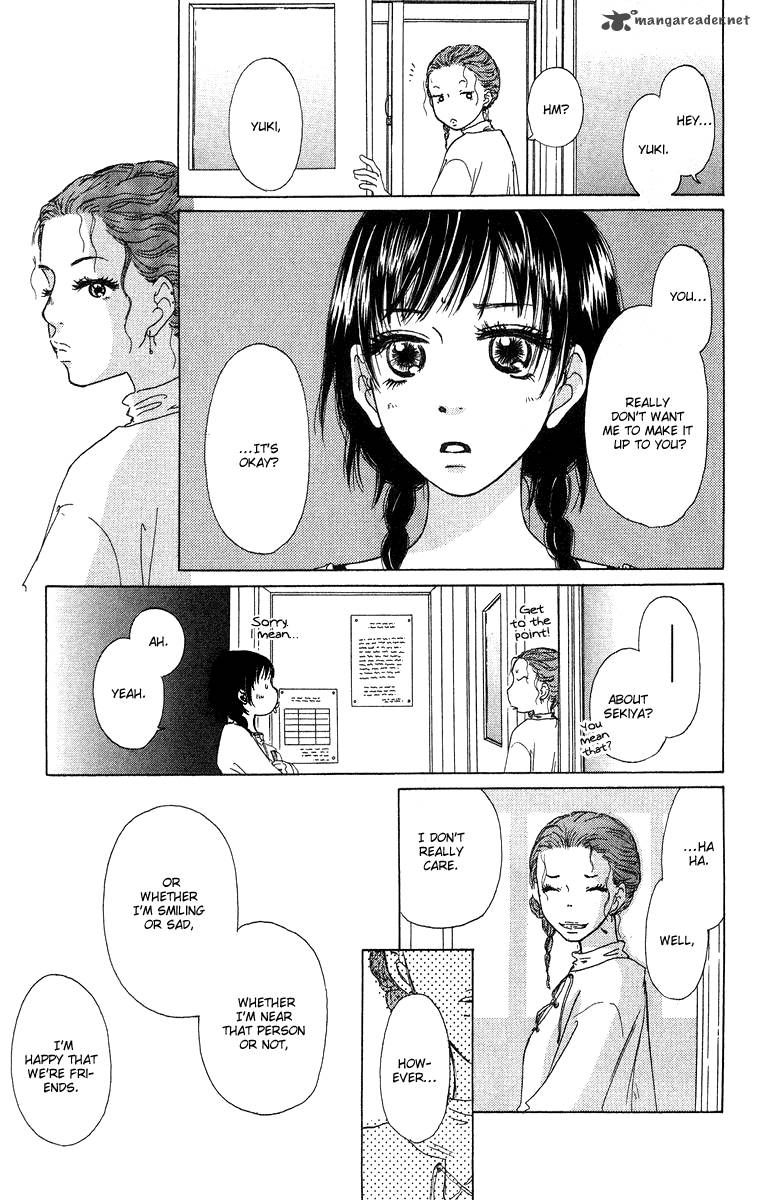 mangareader.net
HEY...
YUKI.
HM?
YUKI,
YOU...
REALLY
DON'T WANT
ME TO MAKE IT
UP TO YOU?
...IT'S
OKAY?
ABOUT
SEKIYA?
You
mean
that?
Get
to the
point!
Sorry
mean...
AH.
YEAH.
...HA
HA.
WELL,
I DON'T
REALLY
CARE.
HOW-
EVER...
WHETHER
I'M NEAR
THAT PERSON
OR NOT,
OR
WHETHER
I'M SMILING
OR SAD,
I'M
HAPPY THAT
WE'RE FRI-
ENDS.